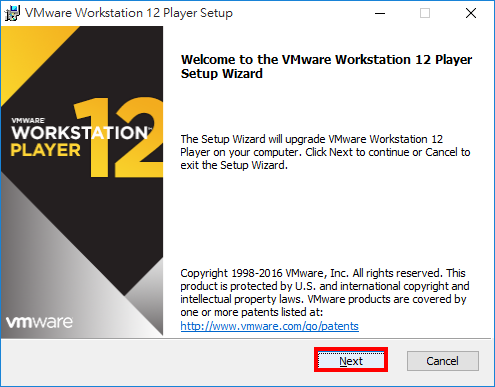 VMware Workstation 12 Player Setup
Welcome to the VMware Workstation 12 Player
Setup Wizard
VMWARE
WORKSTATION™
PLAYER 12
The Setup Wizard will upgrade VMware Workstation 12
Player on your computer. Click Next to continue or Cancel to
exit the Setup Wizard.
Copyright 1998-2016 VMware, Inc. All rights reserved. This
product is protected by U.S. and international copyright and
intellectual property laws. VMware products are covered by
one or more patents listed at:
http://www.vmware.com/go/patents
vmware
Next
Cancel